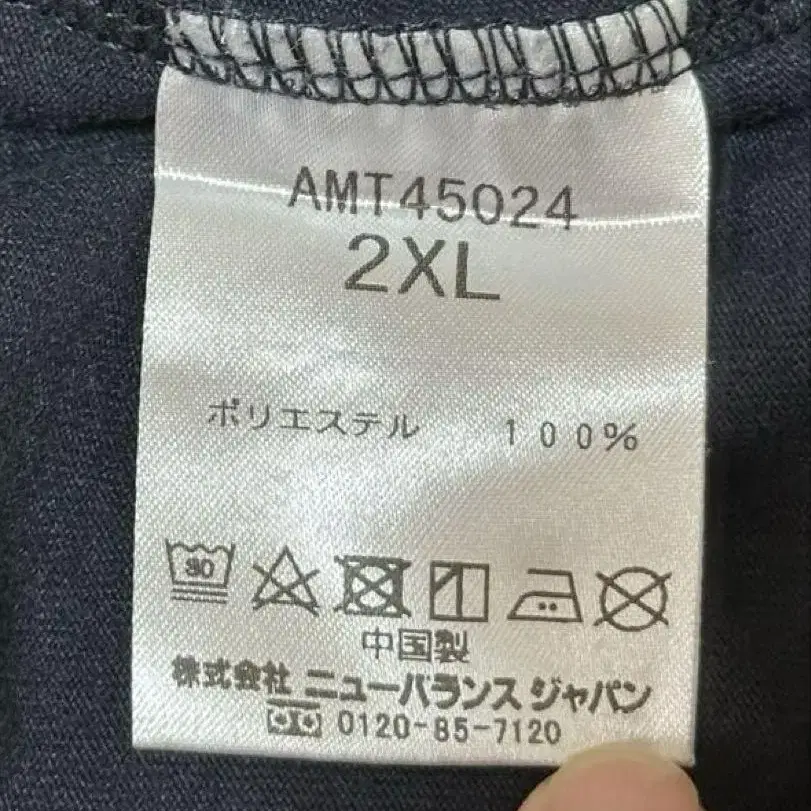 AMT45024
2XL
ポリエステル 100%
30
中国製
株式会社 ニューバランス ジャパン
0120-85-7120